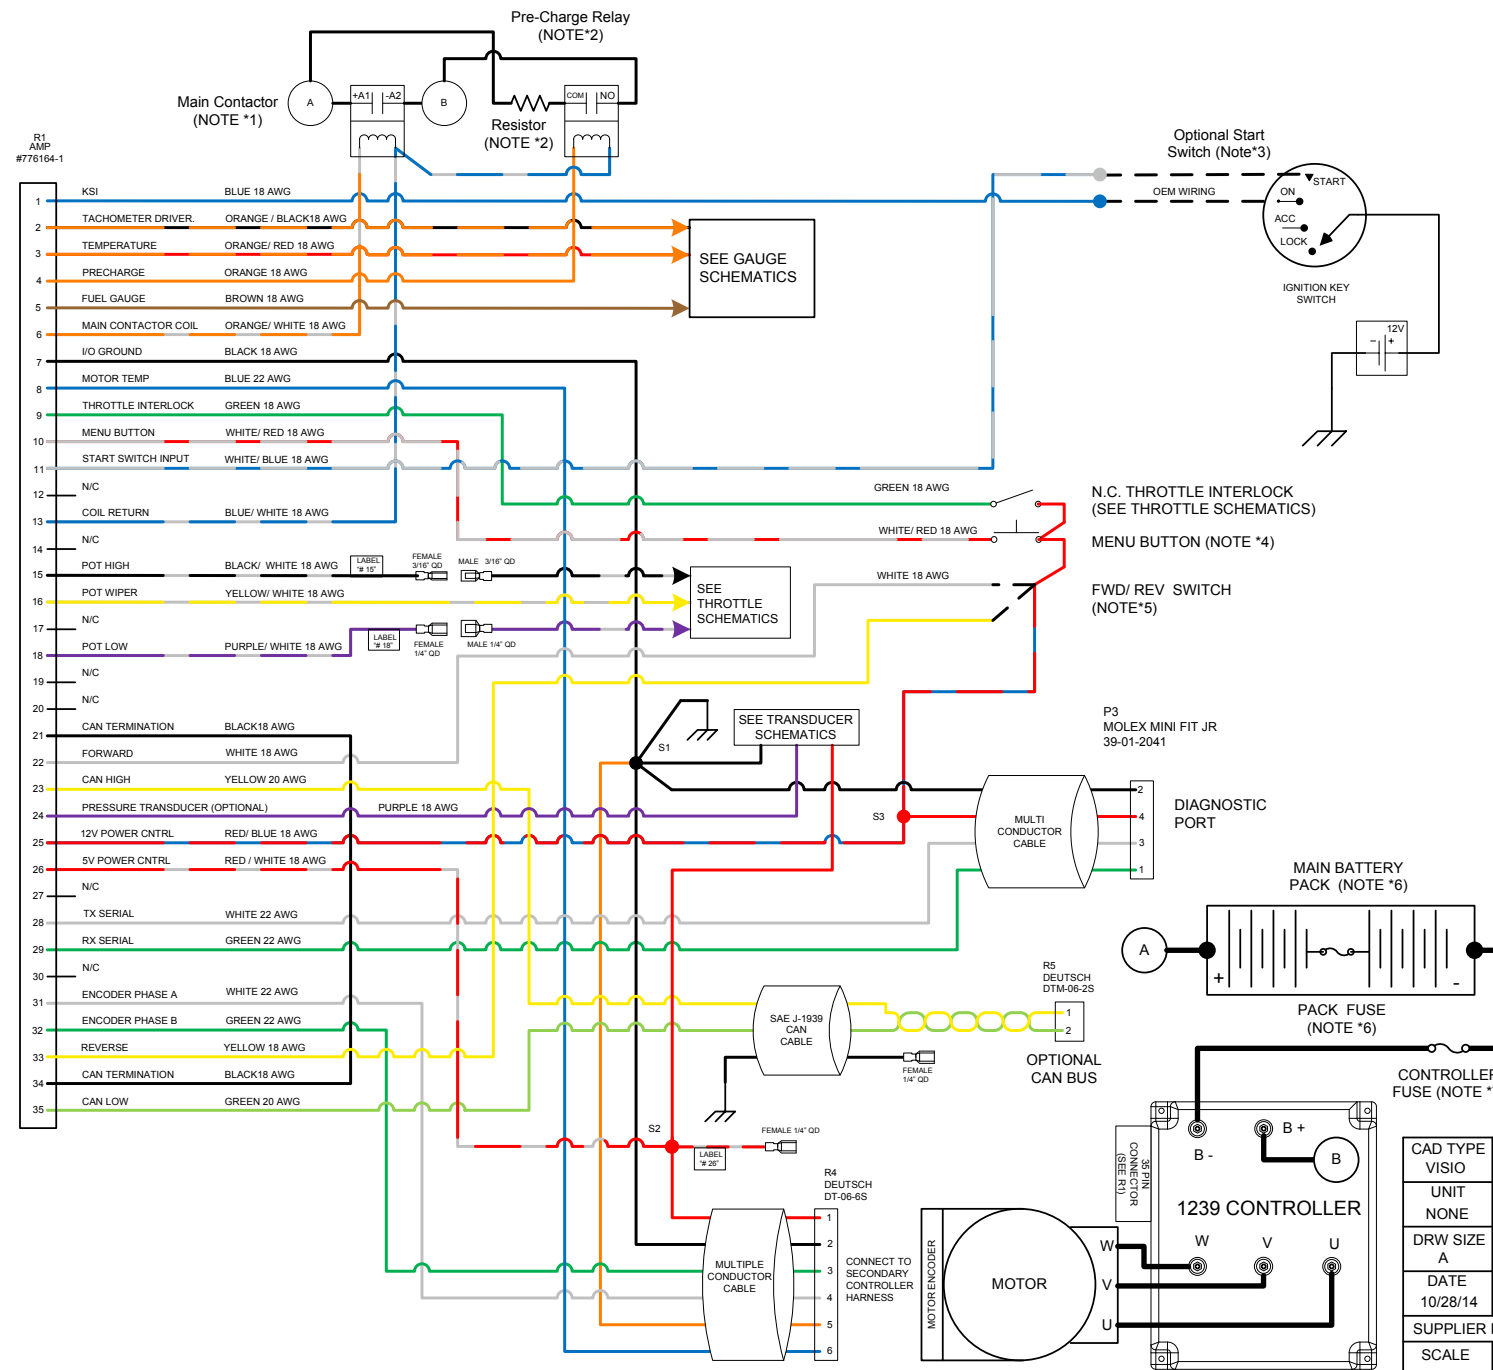 Pre-Charge Relay
(NOTE*2)
Main Contactor
(NOTE *1)
A
+A1
-A2
B
COM
NO
Resistor
(NOTE *2)
R1
AMP
#776164-1
Optional Start
Switch (Note*3)
START
ON
ACC
LOCK
OEM WIRING
IGNITION KEY
SWITCH
12V
- +
1 KSI BLUE 18 AWG
2 TACHOMETER DRIVER. ORANGE / BLACK18 AWG
3 TEMPERATURE ORANGE/ RED 18 AWG
4 PRECHARGE ORANGE 18 AWG
5 FUEL GAUGE BROWN 18 AWG
6 MAIN CONTACTOR COIL ORANGE/ WHITE 18 AWG
7 I/O GROUND BLACK 18 AWG
8 MOTOR TEMP BLUE 22 AWG
9 THROTTLE INTERLOCK GREEN 18 AWG
10 MENU BUTTON WHITE/ RED 18 AWG
11 START SWITCH INPUT WHITE/ BLUE 18 AWG
12 N/C
13 COIL RETURN BLUE/ WHITE 18 AWG
14 N/C
15 POT HIGH BLACK/ WHITE 18 AWG
16 POT WIPER YELLOW/ WHITE 18 AWG
17 N/C
18 POT LOW PURPLE/ WHITE 18 AWG
19 N/C
20 N/C
21 CAN TERMINATION BLACK18 AWG
22 FORWARD WHITE 18 AWG
23 CAN HIGH YELLOW 20 AWG
24 PRESSURE TRANSDUCER (OPTIONAL) PURPLE 18 AWG
25 12V POWER CNTRL RED/ BLUE 18 AWG
26 5V POWER CNTRL RED / WHITE 18 AWG
27 N/C
28 TX SERIAL WHITE 22 AWG
29 RX SERIAL GREEN 22 AWG
30 N/C
31 ENCODER PHASE A WHITE 22 AWG
32 ENCODER PHASE B GREEN 22 AWG
33 REVERSE YELLOW 18 AWG
34 CAN TERMINATION BLACK18 AWG
35 CAN LOW GREEN 20 AWG
SEE GAUGE
SCHEMATICS
GREEN 18 AWG
N.C. THROTTLE INTERLOCK
(SEE THROTTLE SCHEMATICS)
WHITE/ RED 18 AWG
MENU BUTTON (NOTE *4)
WHITE 18 AWG
FWD/ REV SWITCH
(NOTE*5)
LABEL
"# 15"
FEMALE
3/16" QD
MALE 3/16" QD
SEE
THROTTLE
SCHEMATICS
LABEL
"# 18"
FEMALE
1/4" QD
MALE 1/4" QD
S1
SEE TRANSDUCER
SCHEMATICS
S3
P3
MOLEX MINI FIT JR
39-01-2041
MULTI
CONDUCTOR
CABLE
2
4
3
1
DIAGNOSTIC
PORT
MAIN BATTERY
PACK (NOTE *6)
A
+
-
PACK FUSE
(NOTE *6)
R5
DEUTSCH
DTM-06-2S
SAE J-1939
CAN
CABLE
1
2
FEMALE
1/4" QD
OPTIONAL
CAN BUS
S2
LABEL
"# 26"
FEMALE 1/4" QD
R4
DEUTSCH
DT-06-6S
MULTIPLE
CONDUCTOR
CABLE
1
2
3
4
5
6
CONNECT TO
SECONDARY
CONTROLLER
HARNESS
MOTOR ENCODER
MOTOR
W
V
U
CONTROLLER
FUSE (NOTE *
35 PIN
CONNECTOR
(SEE R1)
B -
B +
B
1239 CONTROLLER
W
V
U
CAD TYPE
VISIO
UNIT
NONE
DRW SIZE
A
DATE
10/28/14
SUPPLIER
SCALE